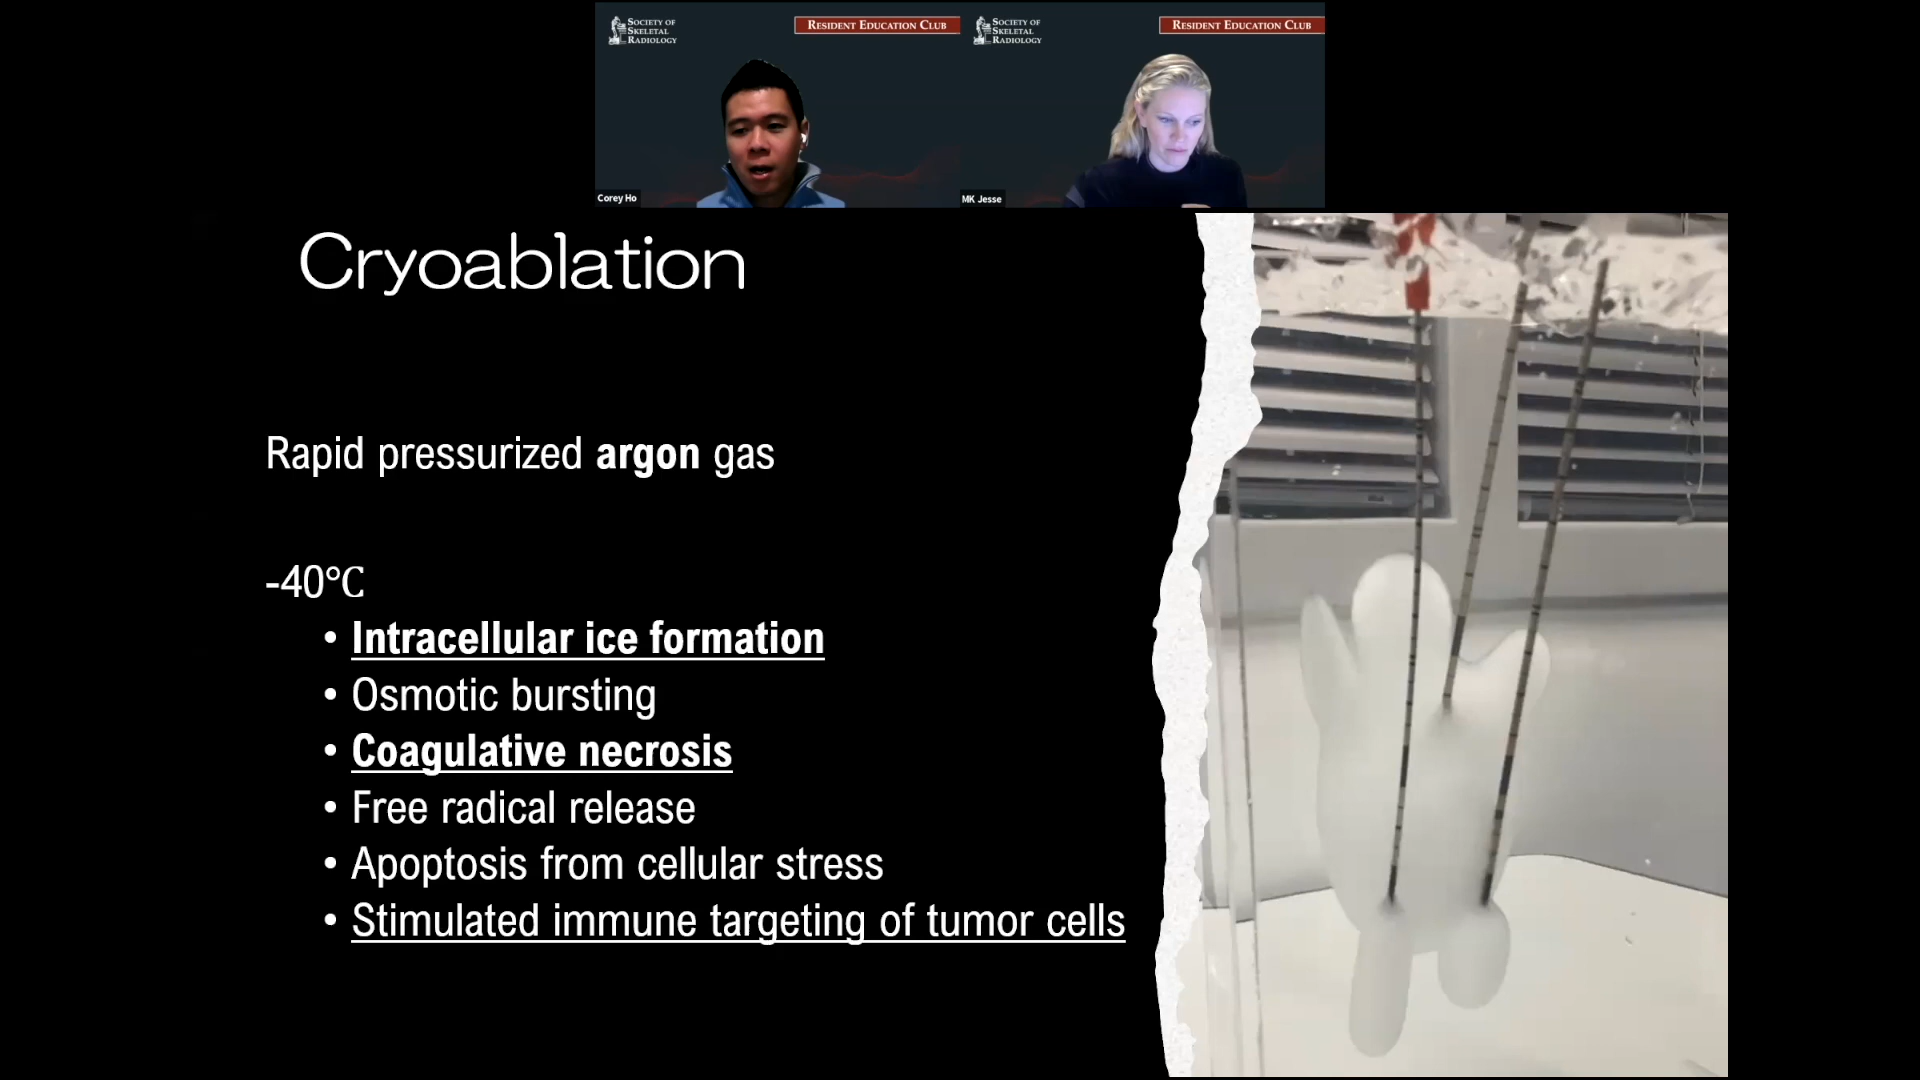 SOCIETY OF
SKELETAL
RADIOLOGY
RESIDENT EDUCATION CLUB
SOCIETY OF
SKELETAL
RADIOLOGY
RESIDENT EDUCATION CLUB
Corey Ho
MK Jesse
Cryoablation
Rapid pressurized argon gas
-40°C
• Intracellular ice formation
• Osmotic bursting
• Coagulative necrosis
• Free radical release
• Apoptosis from cellular stress
• Stimulated immune targeting of tumor cells